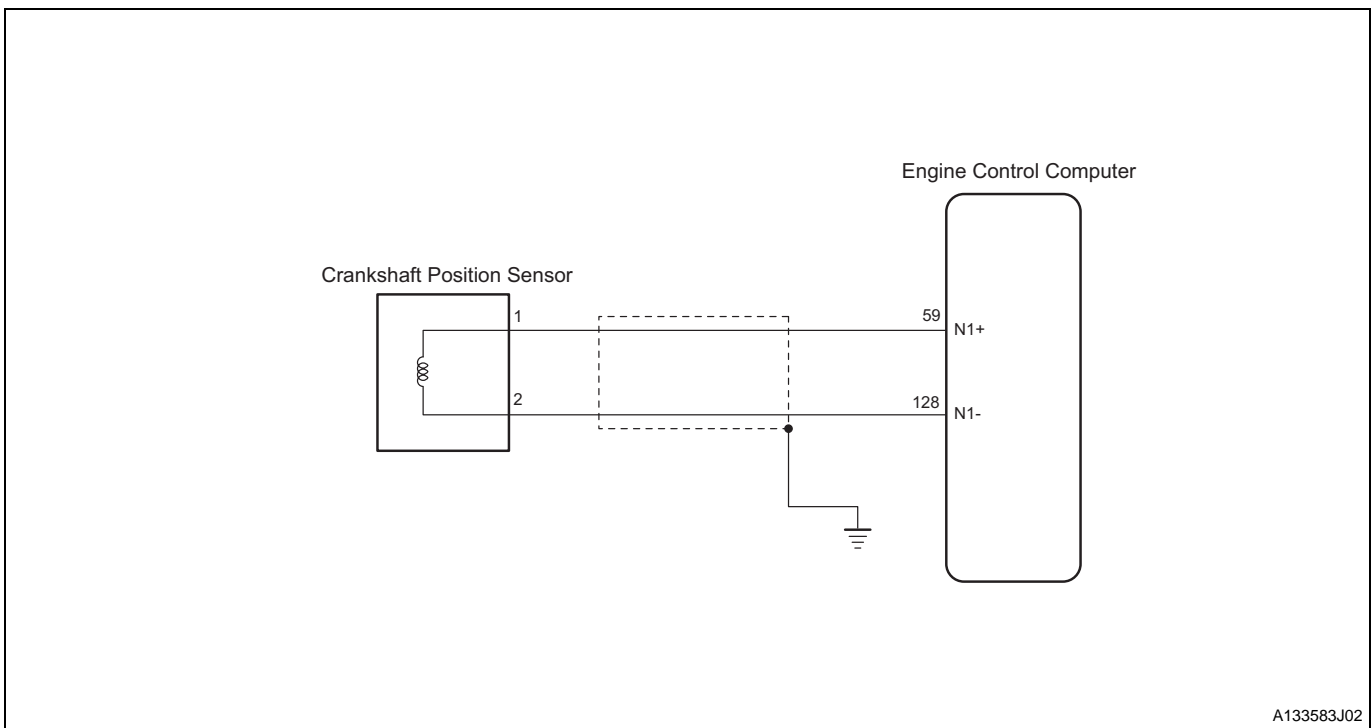 Engine Control Computer
Crankshaft Position Sensor
1
59
N1+
2
128
N1-
A133583J02